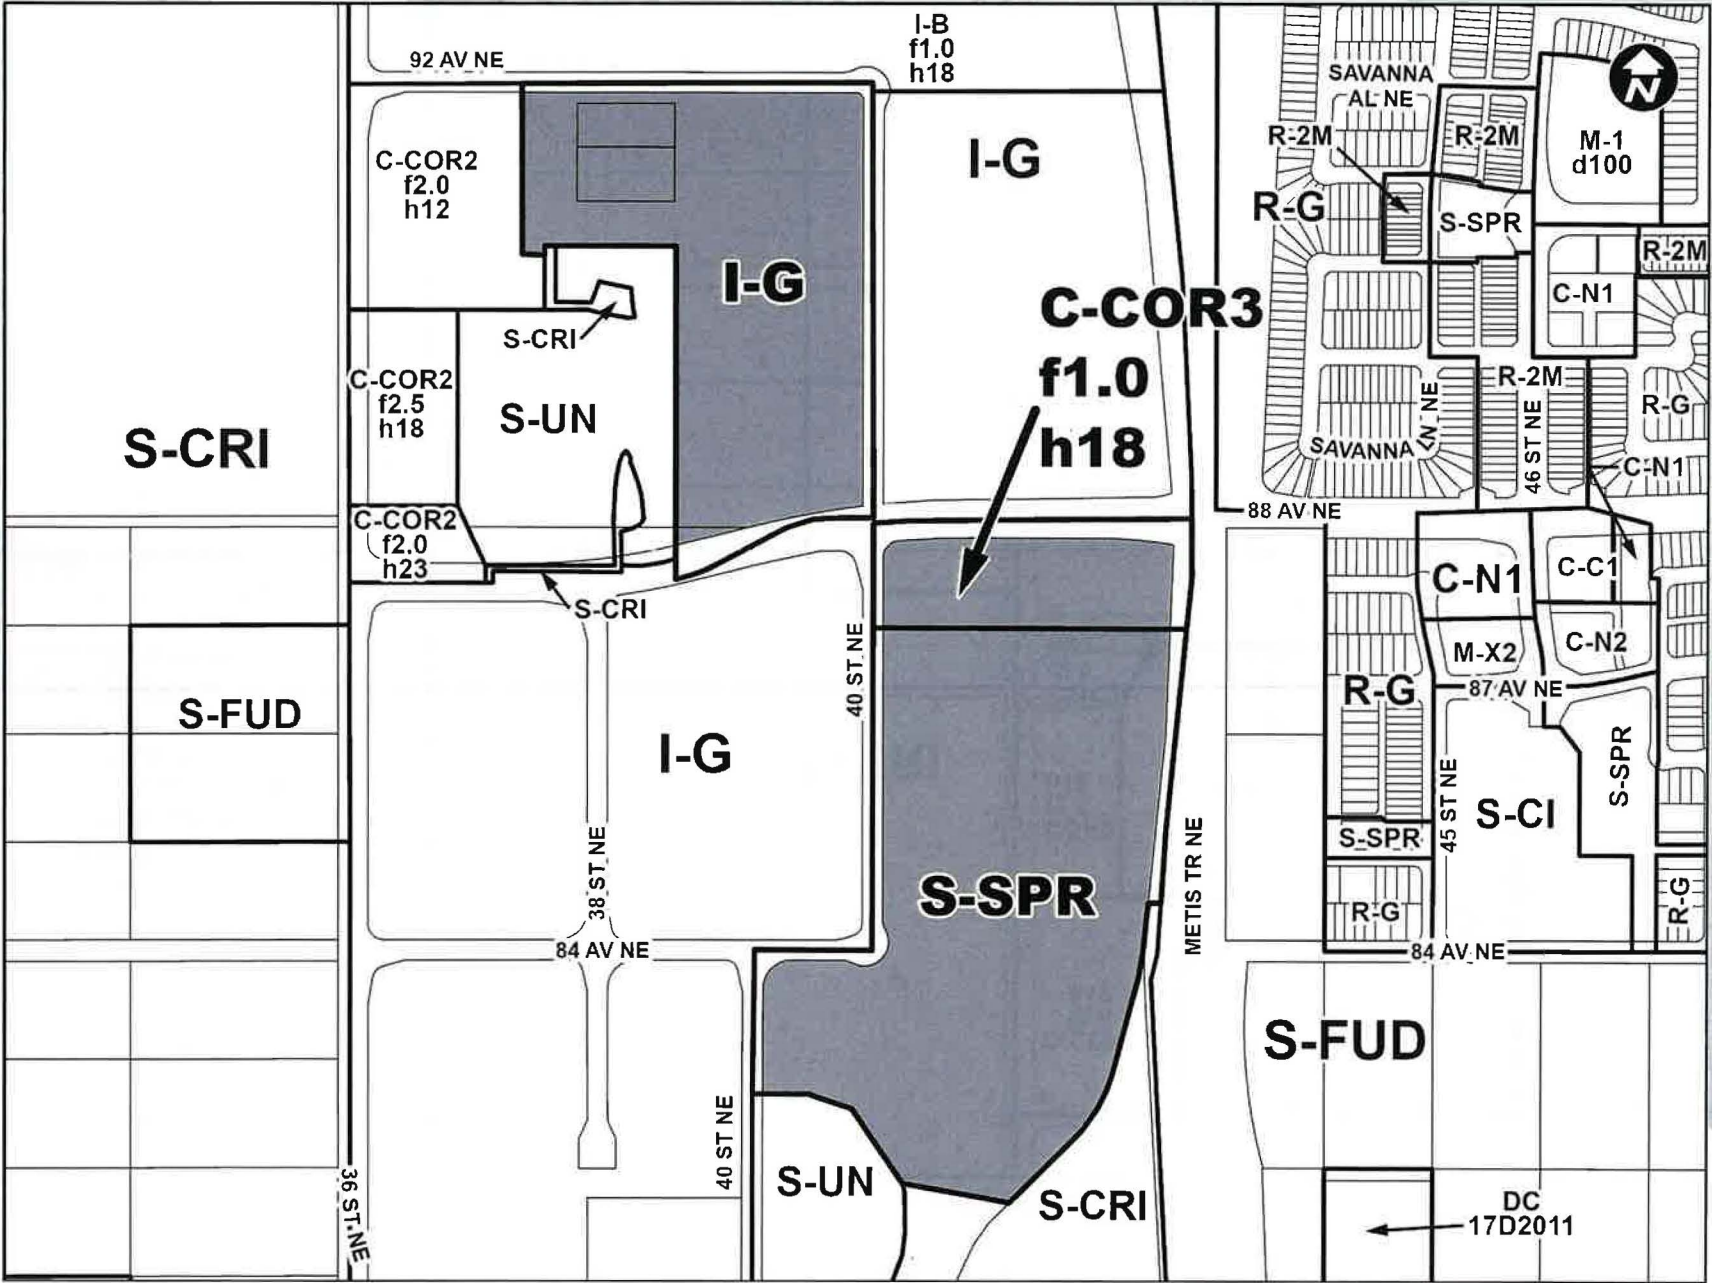 I-B
f1.0
h18
92 AV NE
SAVANNA
AL NE
N
R-2M
R-2M
M-1
d100
C-COR2
f2.0
h12
I-G
R-G
S-SPR
R-2M
I-G
C-N1
C-COR3
f1.0
h18
S-CRI
C-COR2
f2.5
h18
S-UN
R-2M
46 ST NE
R-G
S-CRI
SAVANNA
LN NE
C-N1
C-COR2
f2.0
h23
88 AV NE
C-N1
C-C1
S-CRI
40 ST NE
C-N2
M-X2
R-G
87 AV NE
S-FUD
I-G
S-SPR
45 ST NE
S-CI
S-SPR
38 ST NE
S-SPR
METIS TR NE
R-G
R-G
84 AV NE
84 AV NE
S-FUD
40 ST NE
S-UN
S-CRI
36 ST NE
DC
17D2011